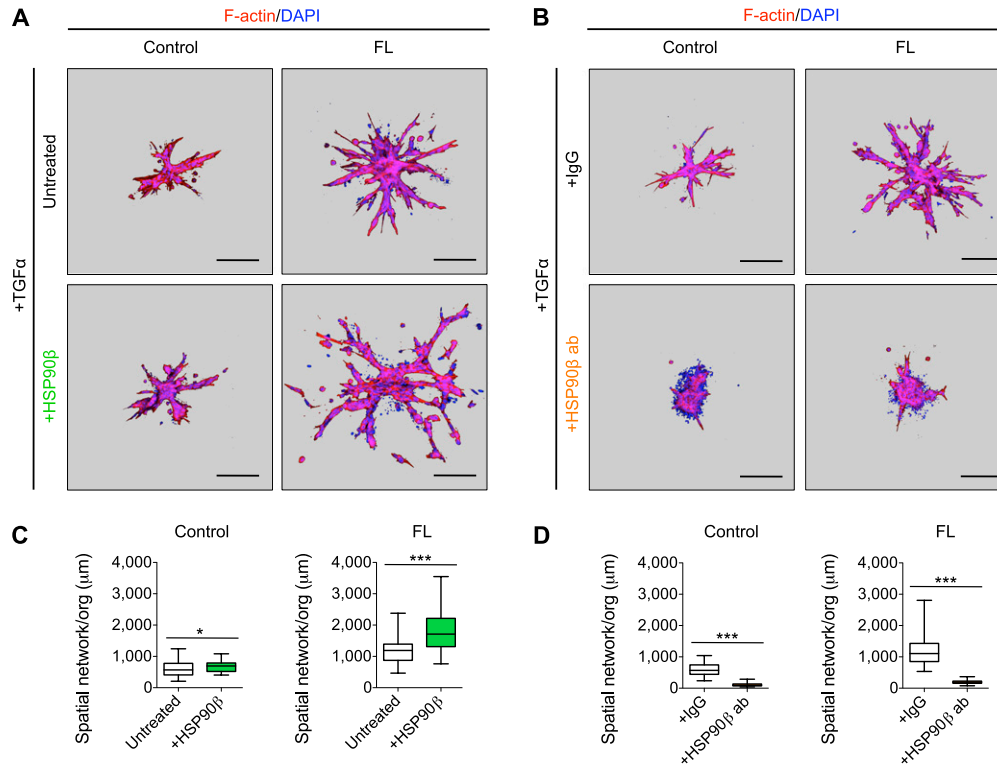 A
F-actin/DAPI
Control
FL
+TGFα
Untreated
+HSP90β
B
F-actin/DAPI
Control
FL
+TGFα
+IgG
+HSP90β ab
C
Control
Spatial network/org (μm)
4,000
3,000
2,000
1,000
0
*
Untreated
+HSP90β
FL
Spatial network/org (μm)
4,000
3,000
2,000
1,000
0
***
Untreated
+HSP90β
D
Control
Spatial network/org (μm)
4,000
3,000
2,000
1,000
0
***
+IgG
+HSP90β ab
FL
Spatial network/org (μm)
4,000
3,000
2,000
1,000
0
***
+IgG
+HSP90β ab